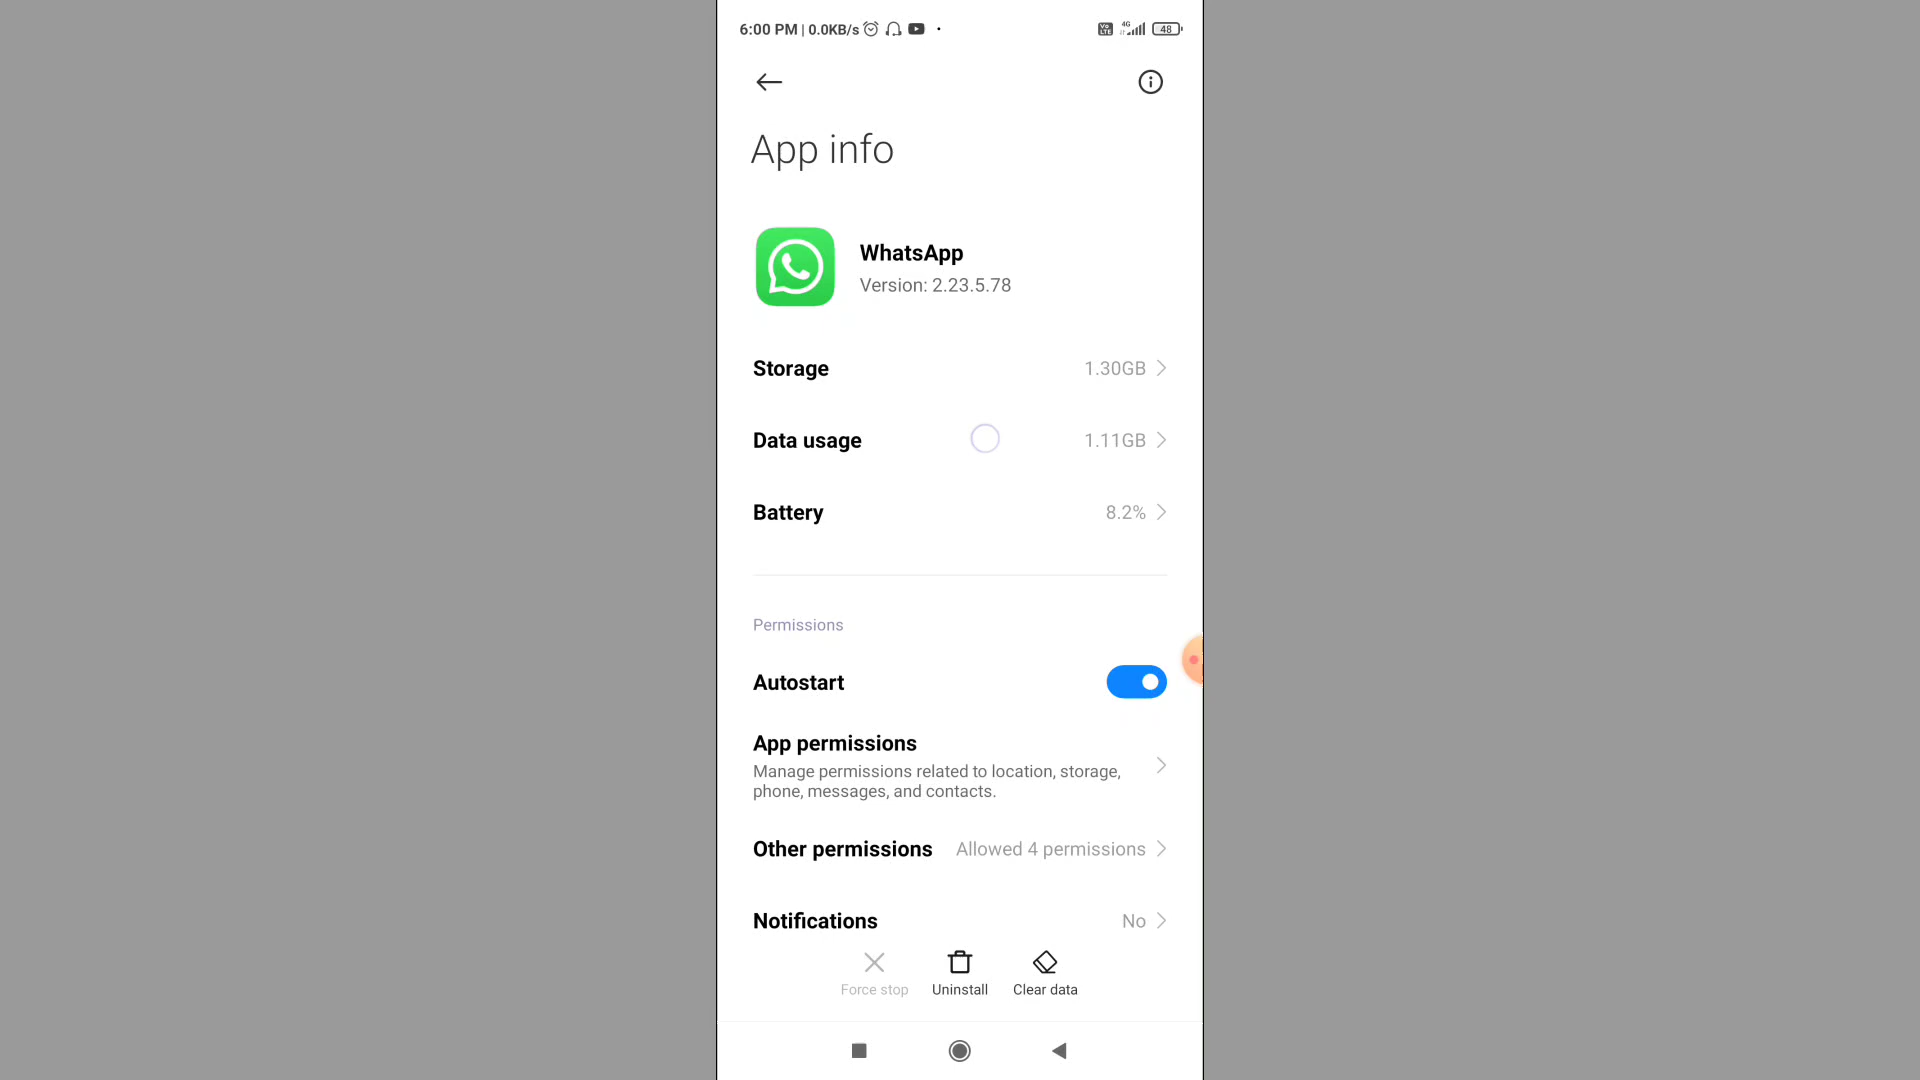 6:00 PM | 0.0KB/s
4G
48
App info
WhatsApp
Version: 2.23.5.78
Storage 1.30GB
Data usage 1.11GB
Battery 8.2%
Permissions
Autostart
App permissions
Manage permissions related to location, storage,
phone, messages, and contacts.
Other permissions Allowed 4 permissions
Notifications No
Force stop Uninstall Clear data